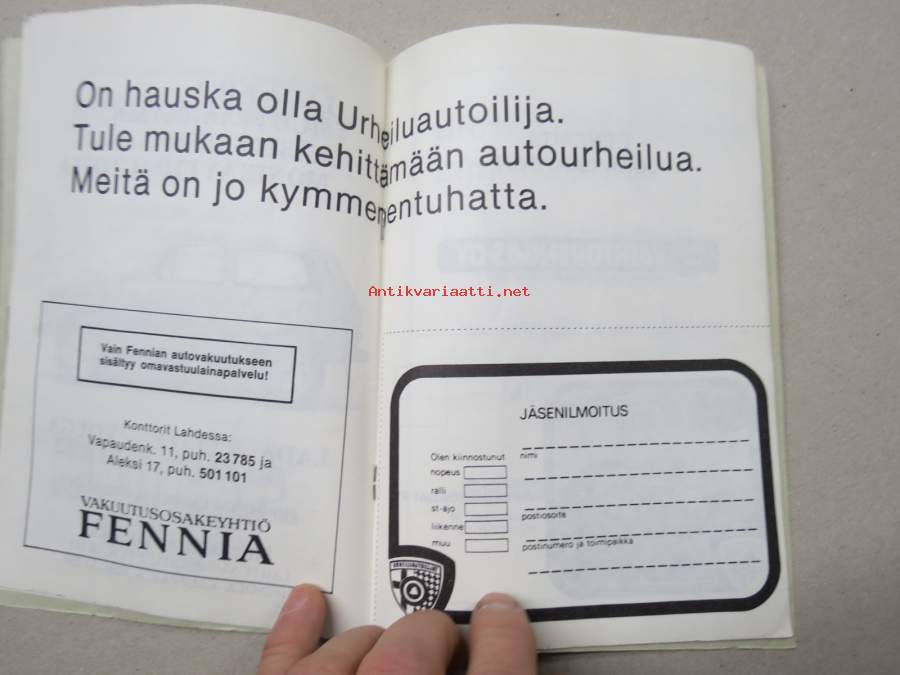 On hauska olla Urheiluautoilija.
Tule mukaan kehittämään autourheilua.
Meitä on jo kymmenentuhatta.
Antikvariaatti.net
Vain Fennian autovakuutukseen
sisältyy omavastuulainapalvelu!
Konttorit Lahdessa:
Vapaudenk. 11, puh. 23 785 ja
Aleksi 17, puh. 501 101
VAKUUTUSOSAKEYHTIÖ
FENNIA
JÄSENILMOITUS
Olen kiinnostunut
nopeus
ralli
st-ajo
liikenne
muu
nimi
postiosoite
postinumero ja toimipaikka